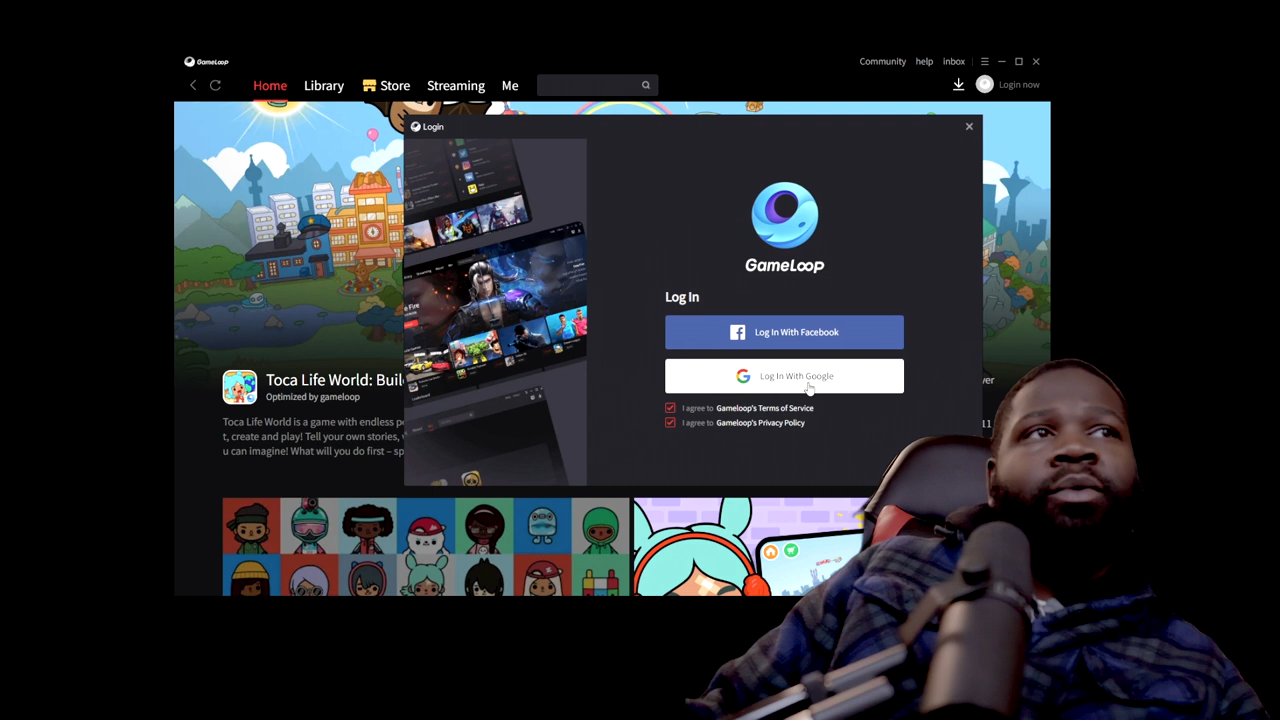 GameLoop
Community help inbox
Home Library Store Streaming Me
Login now
Login
GameLoop
Log In
Log In With Facebook
Log In With Google
I agree to Gameloop's Terms of Service
I agree to Gameloop's Privacy Policy
Toca Life World: Buil
Optimized by gameloop
Toca Life World is a game with endless p
t, create and play! Tell your own stories,
u can imagine! What will you do first – sp
yer
11